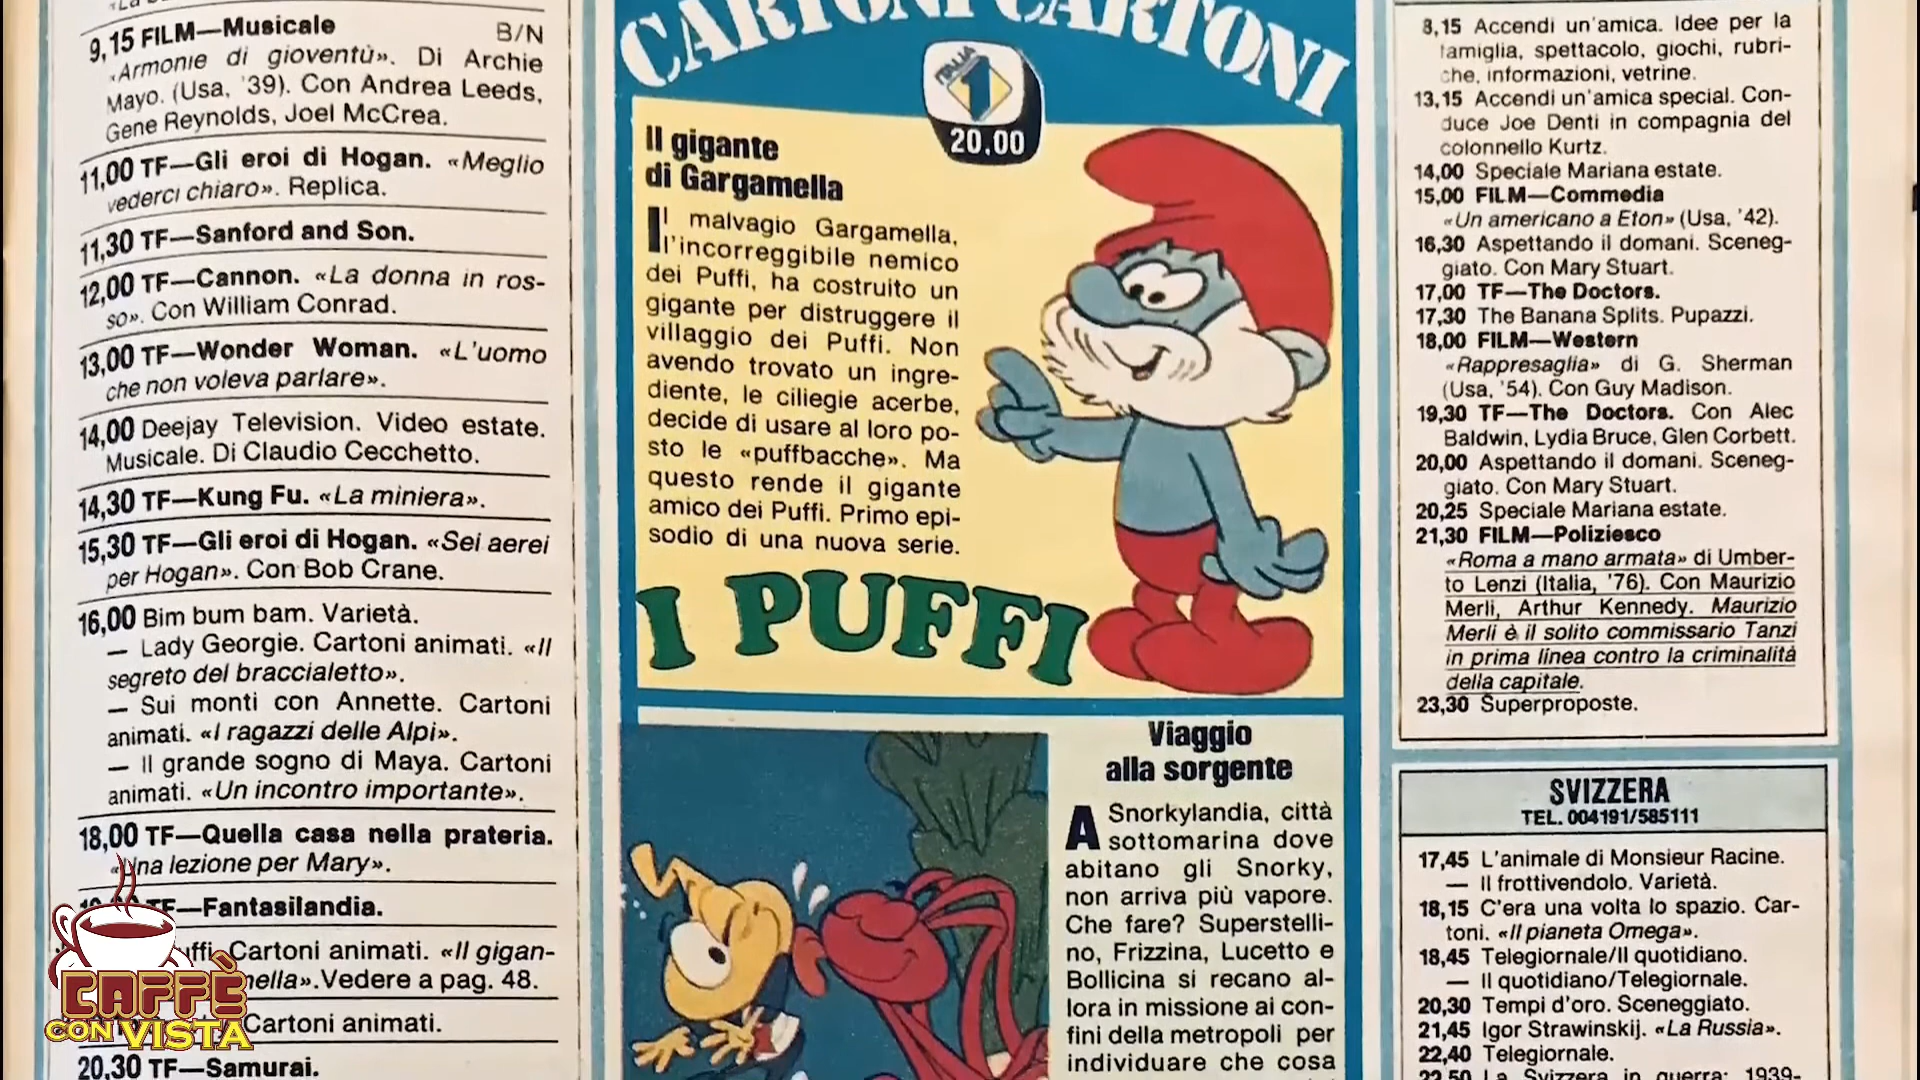 9,15 FILM—Musicale B/N
«Armonie di gioventù». Di Archie
Mayo. (Usa, '39). Con Andrea Leeds,
Gene Reynolds, Joel McCrea.
11,00 TF—Gli eroi di Hogan. «Meglio
vederci chiaro». Replica.
11,30 TF—Sanford and Son.
12,00 TF—Cannon. «La donna in ros-
so». Con William Conrad.
13,00 TF—Wonder Woman. «L'uomo
che non voleva parlare».
14,00 Deejay Television. Video estate.
Musicale. Di Claudio Cecchetto.
14,30 TF—Kung Fu. «La miniera».
15,30 TF—Gli eroi di Hogan. «Sei aerei
per Hogan». Con Bob Crane.
16,00 Bim bum bam. Varietà.
— Lady Georgie. Cartoni animati. «Il
segreto del braccialetto».
— Sui monti con Annette. Cartoni
animati. «I ragazzi delle Alpi».
— Il grande sogno di Maya. Cartoni
animati. «Un incontro importante».
18,00 TF—Quella casa nella prateria.
«Una lezione per Mary».
TF—Fantasilandia.
Cartoni animati. «Il gigan-
Vedere a pag. 48.
Cartoni animati.
20,30 TF—Samurai.
CARTONI CARTONI
ITALIA
1
20.00
Il gigante
di Gargamella
Il malvagio Gargamella,
l'incorreggibile nemico
dei Puffi, ha costruito un
gigante per distruggere il
villaggio dei Puffi. Non
avendo trovato un ingre-
diente, le ciliegie acerbe,
decide di usare al loro po-
sto le «puffbacche». Ma
questo rende il gigante
amico dei Puffi. Primo epi-
sodio di una nuova serie.
I PUFFI
Viaggio
alla sorgente
A Snorkylandia, città
sottomarina dove
abitano gli Snorky,
non arriva più vapore.
Che fare? Superstelli-
no, Frizzina, Lucetto e
Bollicina si recano al-
lora in missione ai con-
fini della metropoli per
individuare che cosa
8,15 Accendi un'amica. Idee per la
famiglia, spettacolo, giochi, rubri-
che, informazioni, vetrine.
13,15 Accendi un'amica special. Con-
duce Joe Denti in compagnia del
colonnello Kurtz.
14,00 Speciale Mariana estate.
15,00 FILM—Commedia
«Un americano a Eton» (Usa, '42).
16,30 Aspettando il domani. Sceneg-
giato. Con Mary Stuart.
17,00 TF—The Doctors.
17,30 The Banana Splits. Pupazzi.
18,00 FILM—Western
«Rappresaglia» di G. Sherman
(Usa, '54). Con Guy Madison.
19,30 TF—The Doctors. Con Alec
Baldwin, Lydia Bruce, Glen Corbett.
20,00 Aspettando il domani. Sceneg-
giato. Con Mary Stuart.
20,25 Speciale Mariana estate.
21,30 FILM—Poliziesco
«Roma a mano armata» di Umber-
to Lenzi (Italia, '76). Con Maurizio
Merli, Arthur Kennedy. Maurizio
Merli è il solito commissario Tanzi
in prima linea contro la criminalità
della capitale.
23,30 Superproposte.
SVIZZERA
TEL. 004191/585111
17,45 L'animale di Monsieur Racine.
— Il frottivendolo. Varietà.
18,15 C'era una volta lo spazio. Car-
toni. «Il pianeta Omega».
18,45 Telegiornale/Il quotidiano.
— Il quotidiano/Telegiornale.
20,30 Tempi d'oro. Sceneggiato.
21,45 Igor Strawinskij. «La Russia».
22,40 Telegiornale.
22,50 La Svizzera in guerra: 1939-
CAFFÈ
CON VISTA